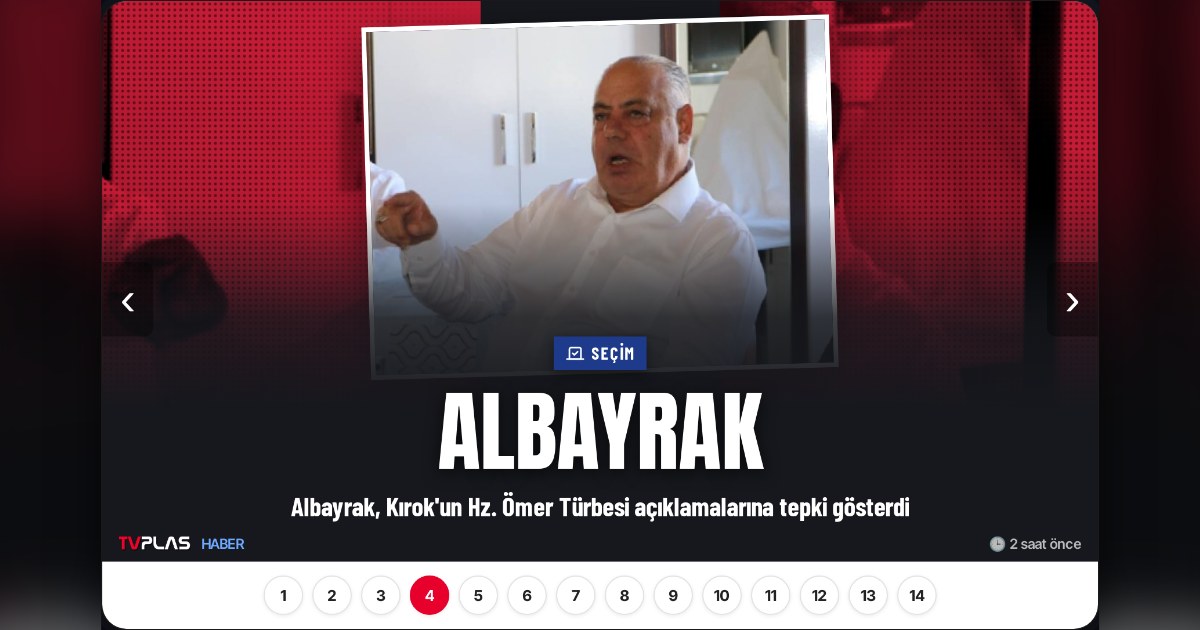 SEÇİM
ALBAYRAK
Albayrak, Kırok'un Hz. Ömer Türbesi açıklamalarına tepki gösterdi
TVPLAS HABER
2 saat önce
1 2 3 4 5 6 7 8 9 10 11 12 13 14